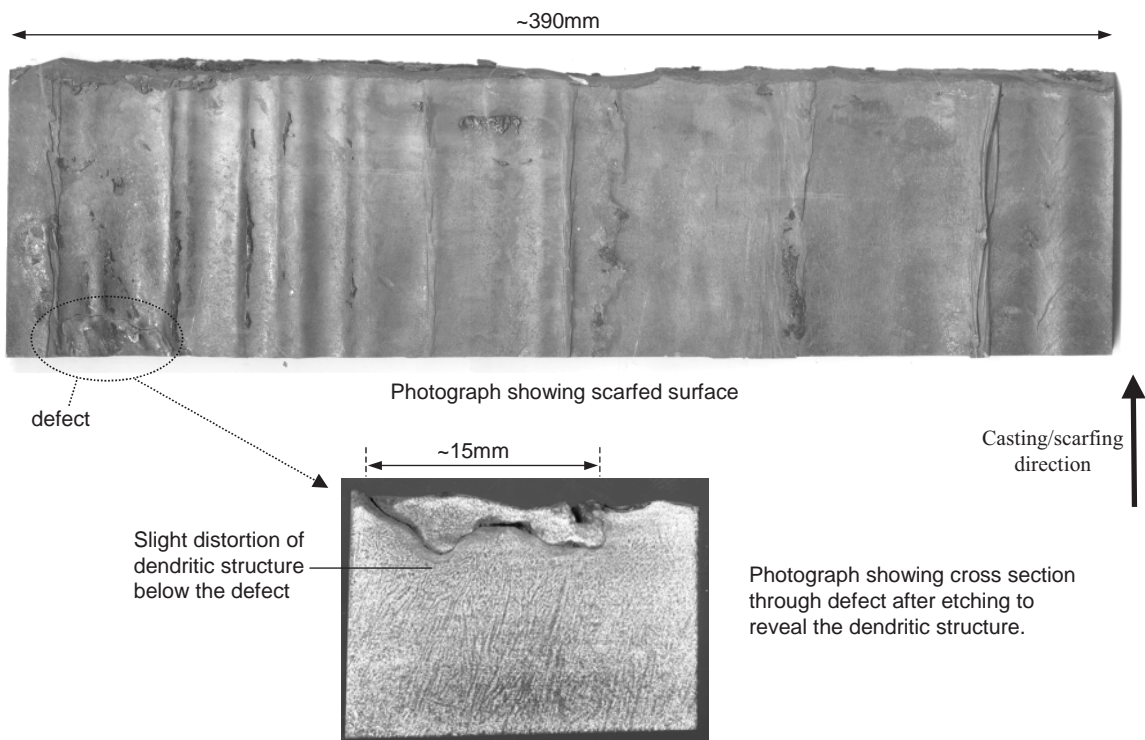 ~390mm
Photograph showing scarfed surface
defect
Casting/scarfing
direction
~15mm
Slight distortion of
dendritic structure
below the defect
Photograph showing cross section
through defect after etching to
reveal the dendritic structure.